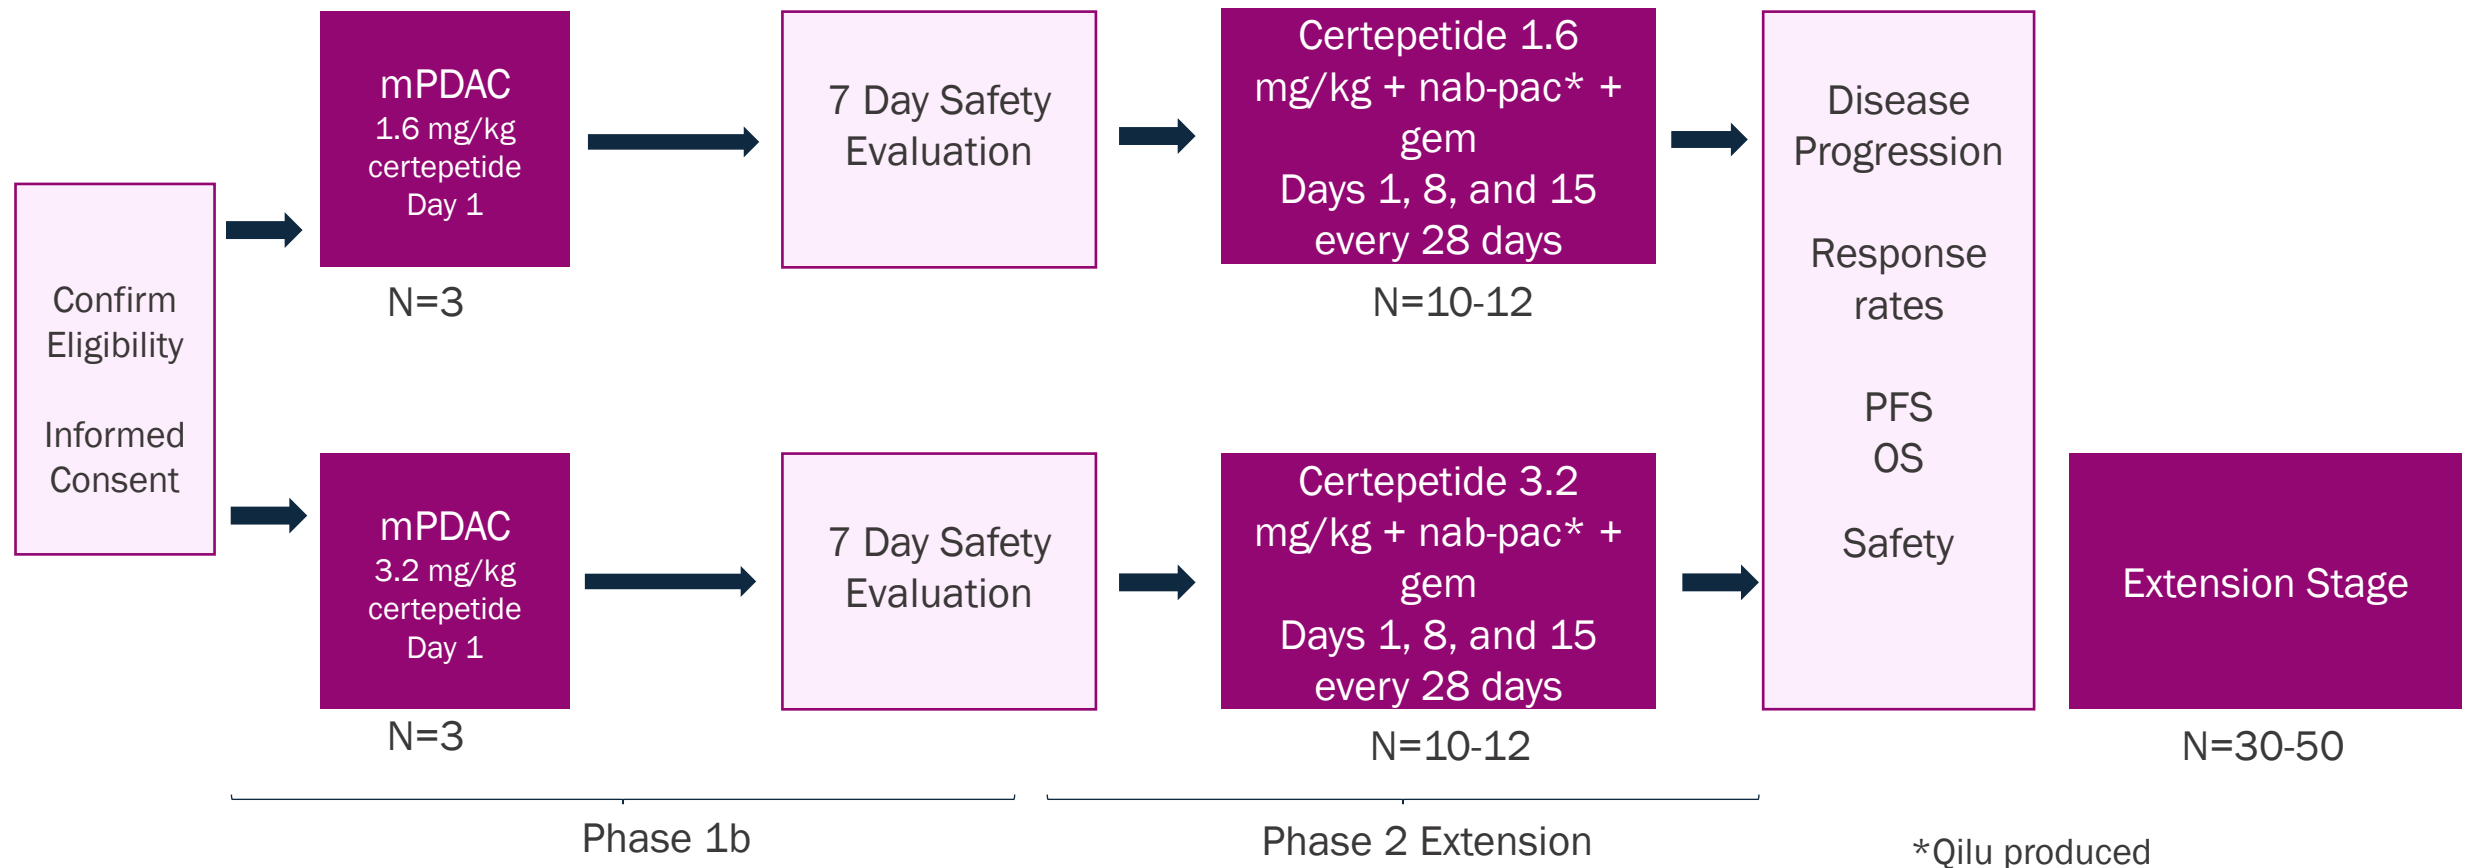 Confirm
Eligibility
Informed
Consent
mPDAC
1.6 mg/kg
certepetide
Day 1
N=3
7 Day Safety
Evaluation
Certepetide 1.6
mg/kg + nab-pac* +
gem
Days 1, 8, and 15
every 28 days
N=10-12
mPDAC
3.2 mg/kg
certepetide
Day 1
N=3
7 Day Safety
Evaluation
Certepetide 3.2
mg/kg + nab-pac* +
gem
Days 1, 8, and 15
every 28 days
N=10-12
Disease
Progression
Response
rates
PFS
OS
Safety
Extension Stage
N=30-50
Phase 1b
Phase 2 Extension
*Qilu produced